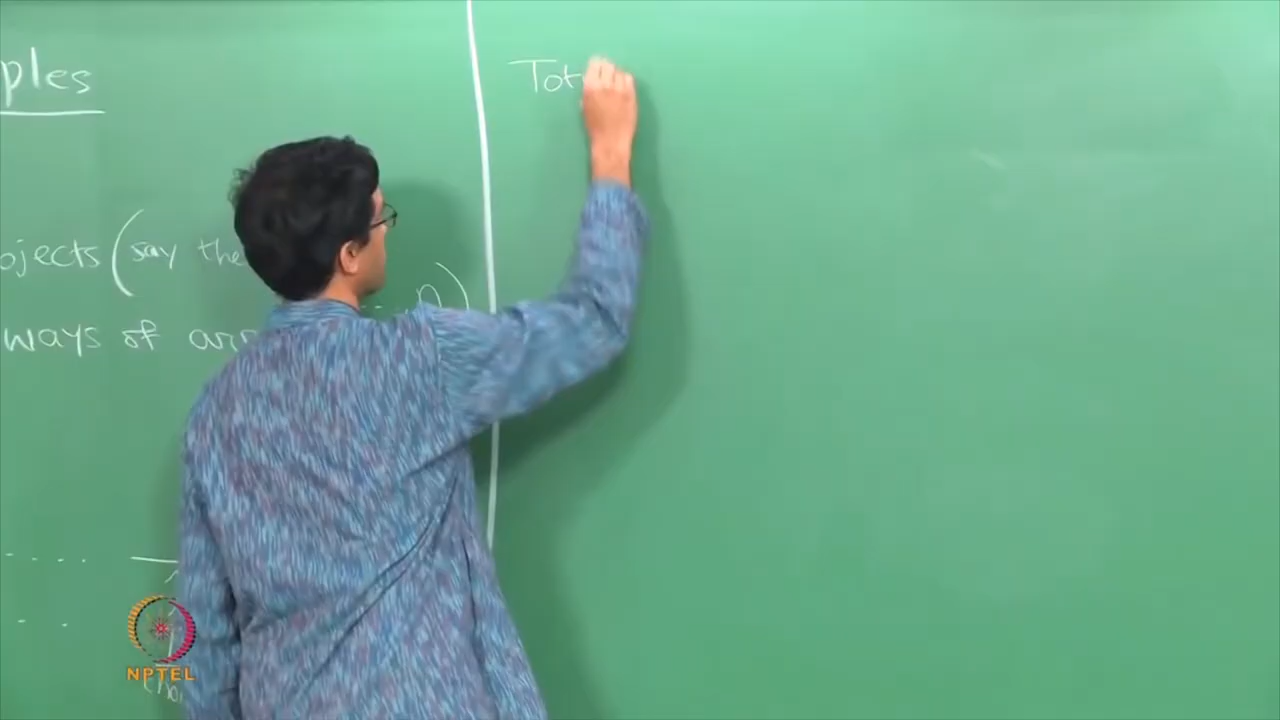 ples
ojects (say the
n)
ways of arr
Tot
NPTEL